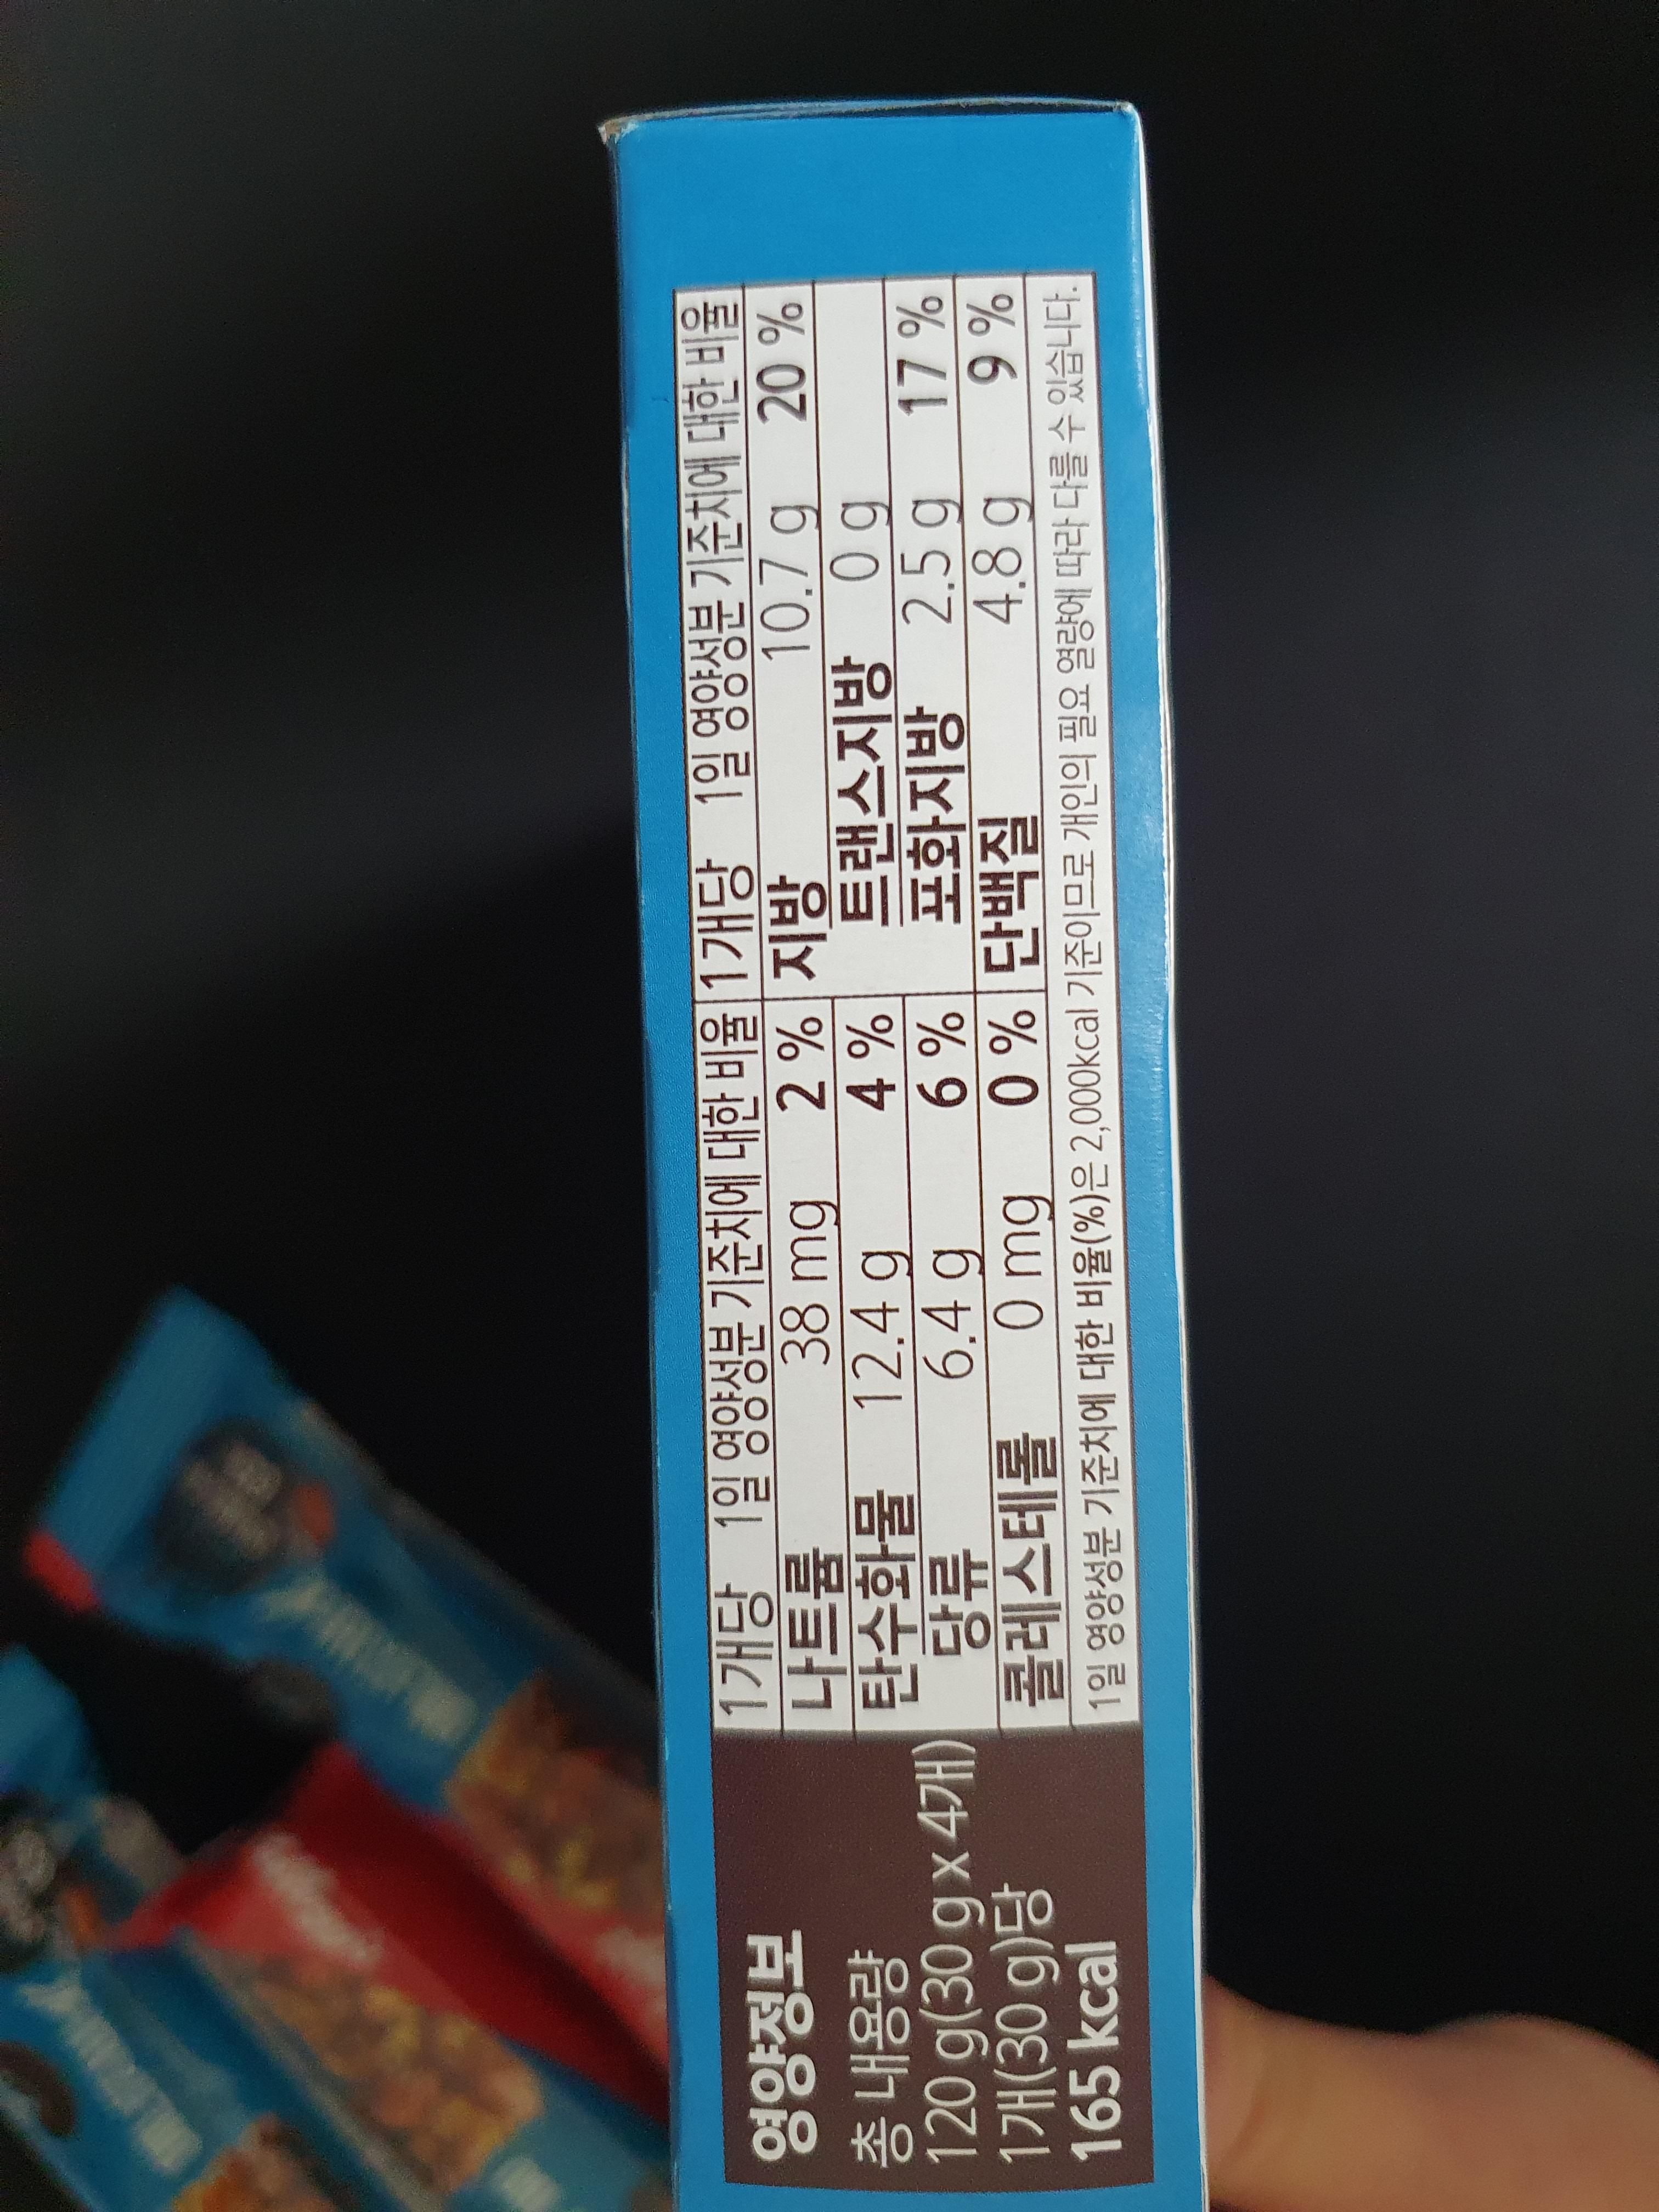 영양정보
총 내용량
120 g(30 g x 4개)
1개(30 g)당
165 kcal
1개당 1일 영양성분 기준치에 대한 비율 1개당 1일 영양성분 기준치에 대한 비율
나트륨 38 mg 2 % 지방 10.7 g 20 %
탄수화물 12.4 g 4 % 트랜스지방 0 g
당류 6.4 g 6 % 포화지방 2.5 g 17 %
콜레스테롤 0 mg 0 % 단백질 4.8 g 9 %
1일 영양성분 기준치에 대한 비율(%)은 2,000kcal 기준이므로 개인의 필요 열량에 따라 다를 수 있습니다.